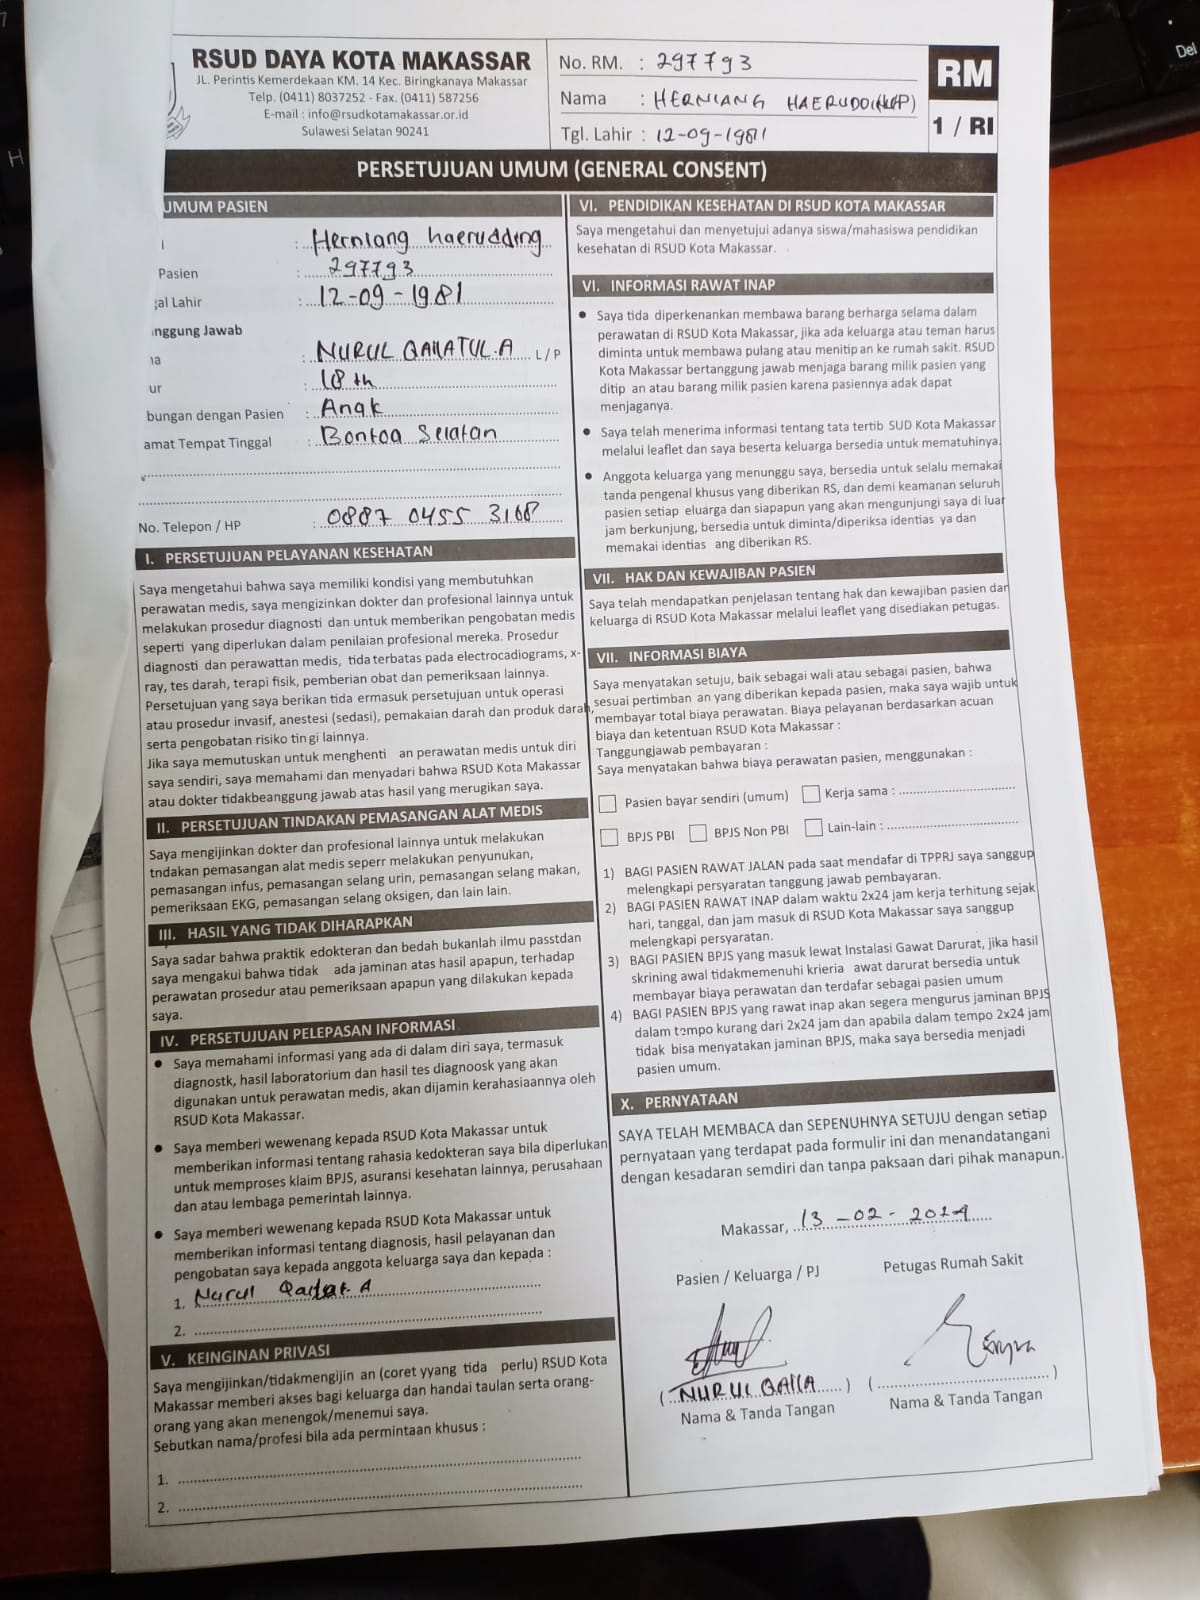 RSUD DAYA KOTA MAKASSAR
JL. Perintis Kemerdekaan KM. 14 Kec. Biringkanaya Makassar
Telp. (0411) 8037252 - Fax. (0411) 587256
E-mail : info@rsudkotamakassar.or.id
Sulawesi Selatan 90241
No. RM. : 297793
Nama : HERNIANG HAERUDDI(N/P)
Tgl. Lahir : 12-09-1981
RM
1 / RI
PERSETUJUAN UMUM (GENERAL CONSENT)
UMUM PASIEN
: Herniang haerudding
Pasien : 297793
gal Lahir : 12-09-1981
nggung Jawab
na : NURUL QAILATUL.A L/P
ur : 18 th
bungan dengan Pasien : Anak
amat Tempat Tinggal : Bontoa Selatan
No. Telepon / HP : 0887 0455 3168
I. PERSETUJUAN PELAYANAN KESEHATAN
Saya mengetahui bahwa saya memiliki kondisi yang membutuhkan
perawatan medis, saya mengizinkan dokter dan profesional lainnya untuk
melakukan prosedur diagnosti dan untuk memberikan pengobatan medis
seperti yang diperlukan dalam penilaian profesional mereka. Prosedur
diagnosti dan perawattan medis, tida terbatas pada electrocadiograms, x-
ray, tes darah, terapi fisik, pemberian obat dan pemeriksaan lainnya.
Persetujuan yang saya berikan tida ermasuk persetujuan untuk operasi
atau prosedur invasif, anestesi (sedasi), pemakaian darah dan produk darah,
serta pengobatan risiko tin gi lainnya.
Jika saya memutuskan untuk menghenti an perawatan medis untuk diri
saya sendiri, saya memahami dan menyadari bahwa RSUD Kota Makassar
atau dokter tidakbeanggung jawab atas hasil yang merugikan saya.
II. PERSETUJUAN TINDAKAN PEMASANGAN ALAT MEDIS
Saya mengijinkan dokter dan profesional lainnya untuk melakukan
tndakan pemasangan alat medis seperr melakukan penyunukan,
pemasangan infus, pemasangan selang urin, pemasangan selang makan,
pemeriksaan EKG, pemasangan selang oksigen, dan lain lain.
III. HASIL YANG TIDAK DIHARAPKAN
Saya sadar bahwa praktik edokteran dan bedah bukanlah ilmu passtdan
saya mengakui bahwa tidak ada jaminan atas hasil apapun, terhadap
perawatan prosedur atau pemeriksaan apapun yang dilakukan kepada
saya.
IV. PERSETUJUAN PELEPASAN INFORMASI
● Saya memahami informasi yang ada di dalam diri saya, termasuk
diagnostk, hasil laboratorium dan hasil tes diagnoosk yang akan
digunakan untuk perawatan medis, akan dijamin kerahasiaannya oleh
RSUD Kota Makassar.
● Saya memberi wewenang kepada RSUD Kota Makassar untuk
memberikan informasi tentang rahasia kedokteran saya bila diperlukan
untuk memproses klaim BPJS, asuransi kesehatan lainnya, perusahaan
dan atau lembaga pemerintah lainnya.
● Saya memberi wewenang kepada RSUD Kota Makassar untuk
memberikan informasi tentang diagnosis, hasil pelayanan dan
pengobatan saya kepada anggota keluarga saya dan kepada :
1. Nurul A
2.
V. KEINGINAN PRIVASI
Saya mengijinkan/tidakmengijin an (coret yyang tida perlu) RSUD Kota
Makassar memberi akses bagi keluarga dan handai taulan serta orang-
orang yang akan menengok/menemui saya.
Sebutkan nama/profesi bila ada permintaan khusus :
1.
2.
VI. PENDIDIKAN KESEHATAN DI RSUD KOTA MAKASSAR
Saya mengetahui dan menyetujui adanya siswa/mahasiswa pendidikan
kesehatan di RSUD Kota Makassar.
VI. INFORMASI RAWAT INAP
● Saya tida diperkenankan membawa barang berharga selama dalam
perawatan di RSUD Kota Makassar, jika ada keluarga atau teman harus
diminta untuk membawa pulang atau menitip an ke rumah sakit. RSUD
Kota Makassar bertanggung jawab menjaga barang milik pasien yang
ditip an atau barang milik pasien karena pasiennya adak dapat
menjaganya.
● Saya telah menerima informasi tentang tata tertib SUD Kota Makassar
melalui leaflet dan saya beserta keluarga bersedia untuk mematuhinya
● Anggota keluarga yang menunggu saya, bersedia untuk selalu memakai
tanda pengenal khusus yang diberikan RS, dan demi keamanan seluruh
pasien setiap eluarga dan siapapun yang akan mengunjungi saya di luar
jam berkunjung, bersedia untuk diminta/diperiksa identias ya dan
memakai identias ang diberikan RS.
VII. HAK DAN KEWAJIBAN PASIEN
Saya telah mendapatkan penjelasan tentang hak dan kewajiban pasien dan
keluarga di RSUD Kota Makassar melalui leaflet yang disediakan petugas.
VII. INFORMASI BIAYA
Saya menyatakan setuju, baik sebagai wali atau sebagai pasien, bahwa
sesuai pertimban an yang diberikan kepada pasien, maka saya wajib untuk
membayar total biaya perawatan. Biaya pelayanan berdasarkan acuan
biaya dan ketentuan RSUD Kota Makassar :
Tanggungjawab pembayaran :
Saya menyatakan bahwa biaya perawatan pasien, menggunakan :
Pasien bayar sendiri (umum) Kerja sama :
BPJS PBI BPJS Non PBI Lain-lain :
1) BAGI PASIEN RAWAT JALAN pada saat mendafar di TPPRJ saya sanggup
melengkapi persyaratan tanggung jawab pembayaran.
2) BAGI PASIEN RAWAT INAP dalam waktu 2x24 jam kerja terhitung sejak
hari, tanggal, dan jam masuk di RSUD Kota Makassar saya sanggup
melengkapi persyaratan.
3) BAGI PASIEN BPJS yang masuk lewat Instalasi Gawat Darurat, jika hasil
skrining awal tidakmemenuhi krieria awat darurat bersedia untuk
membayar biaya perawatan dan terdafar sebagai pasien umum
4) BAGI PASIEN BPJS yang rawat inap akan segera mengurus jaminan BPJS
dalam tempo kurang dari 2x24 jam dan apabila dalam tempo 2x24 jam
tidak bisa menyatakan jaminan BPJS, maka saya bersedia menjadi
pasien umum.
X. PERNYATAAN
SAYA TELAH MEMBACA dan SEPENUHNYA SETUJU dengan setiap
pernyataan yang terdapat pada formulir ini dan menandatangani
dengan kesadaran semdiri dan tanpa paksaan dari pihak manapun.
Makassar, 13-02-2024
Pasien / Keluarga / PJ Petugas Rumah Sakit
(NURUL QAILA) ( )
Nama & Tanda Tangan Nama & Tanda Tangan
Del
H